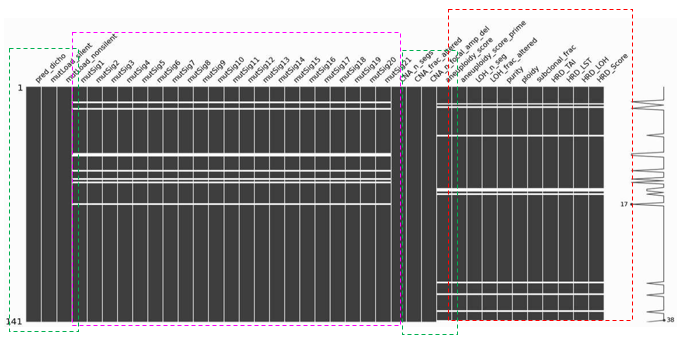 pred_dicho
mutLoad_silent
mutLoad_nonsilent
mutSig1
mutSig2
mutSig3
mutSig4
mutSig5
mutSig6
mutSig7
mutSig8
mutSig9
mutSig10
mutSig11
mutSig12
mutSig13
mutSig14
mutSig15
mutSig16
mutSig17
mutSig18
mutSig19
mutSig20
mutSig21
CNA_n_segs
CNA_frac_altered
CNA_n_focal_amp_del
aneuploidy_score
aneuploidy_score_prime
LOH_n_seg
LOH_frac_altered
purity
ploidy
subclonal_frac
HRD_TAI
HRD_LST
HRD_LOH
HRD_Score
1
17
141
38